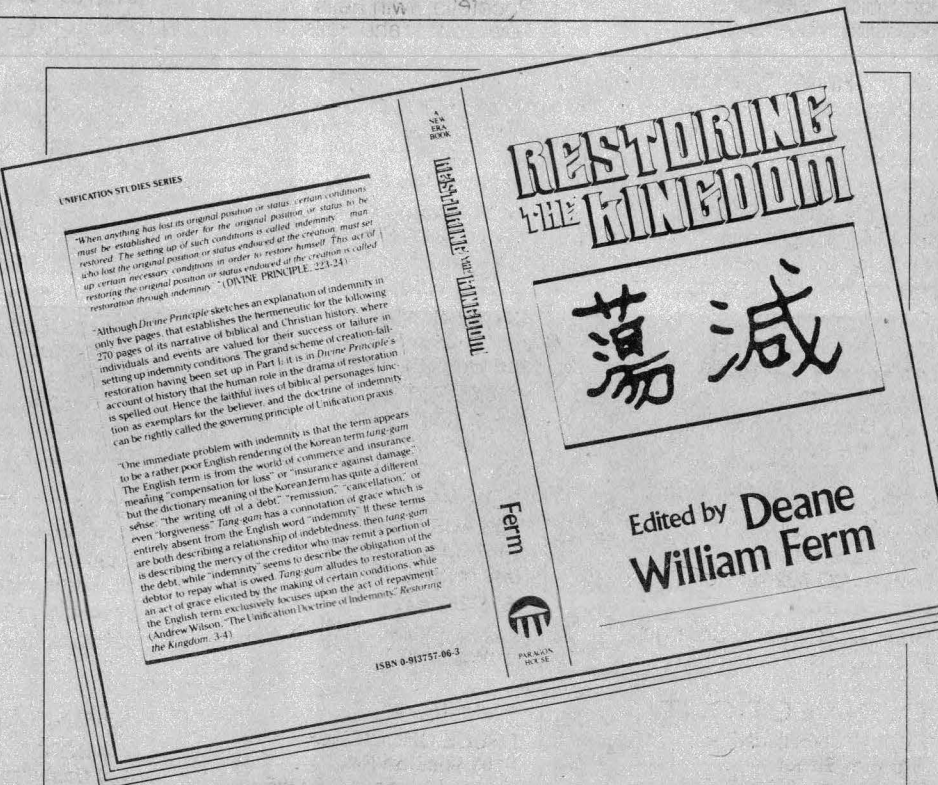 UNIFICATION STUDIES SERIES
"When anything has lost its original position or status, certain conditions
must be established in order for the original position or status to be
restored. The setting up of such conditions is called indemnity man
who lost the original position or status endowed at the creation, must set
up certain necessary conditions in order to restore himself. This act of
restoring the original position or status endowed at the creation is called
restoration through indemnity." (DIVINE PRINCIPLE, 223-24)
"Although Divine Principle sketches an explanation of indemnity in
only five pages, that establishes the hermeneutic for the following
270 pages of its narrative of biblical and Christian history, where
individuals and events are valued for their success or failure in
setting up indemnity conditions. The grand scheme of creation-fall-
restoration having been set up in Part I, it is in Divine Principle's
account of history that the human role in the drama of restoration
is spelled out. Hence the faithful lives of biblical personages func-
tion as exemplars for the believer, and the doctrine of indemnity
can be rightly called the governing principle of Unification praxis.
"One immediate problem with indemnity is that the term appears
to be a rather poor English rendering of the Korean term tang-gum.
The English term is from the world of commerce and insurance,
meaning "compensation for loss" or "insurance against damage,"
but the dictionary meaning of the Korean term has quite a different
sense: "the writing off of a debt," "remission," "cancellation," or
even "forgiveness." Tang-gum has a connotation of grace which is
entirely absent from the English word "indemnity." If these terms
are both describing a relationship of indebtedness, then tang-gum
is describing the mercy of the creditor who may remit a portion of
the debt, while "indemnity" seems to describe the obligation of the
debtor to repay what is owed. Tang-gum alludes to restoration as
an act of grace elicited by the making of certain conditions, while
the English term exclusively focuses upon the act of repayment."
(Andrew Wilson, "The Unification Doctrine of Indemnity," Restoring
the Kingdom, 3-4)
ISBN 0-913757-06-3
A
NEW
ERA
BOOK
RESTORING THE KINGDOM
Ferm
PARAGON
HOUSE
RESTORING
THE KINGDOM
蕩減
Edited by Deane
William Ferm